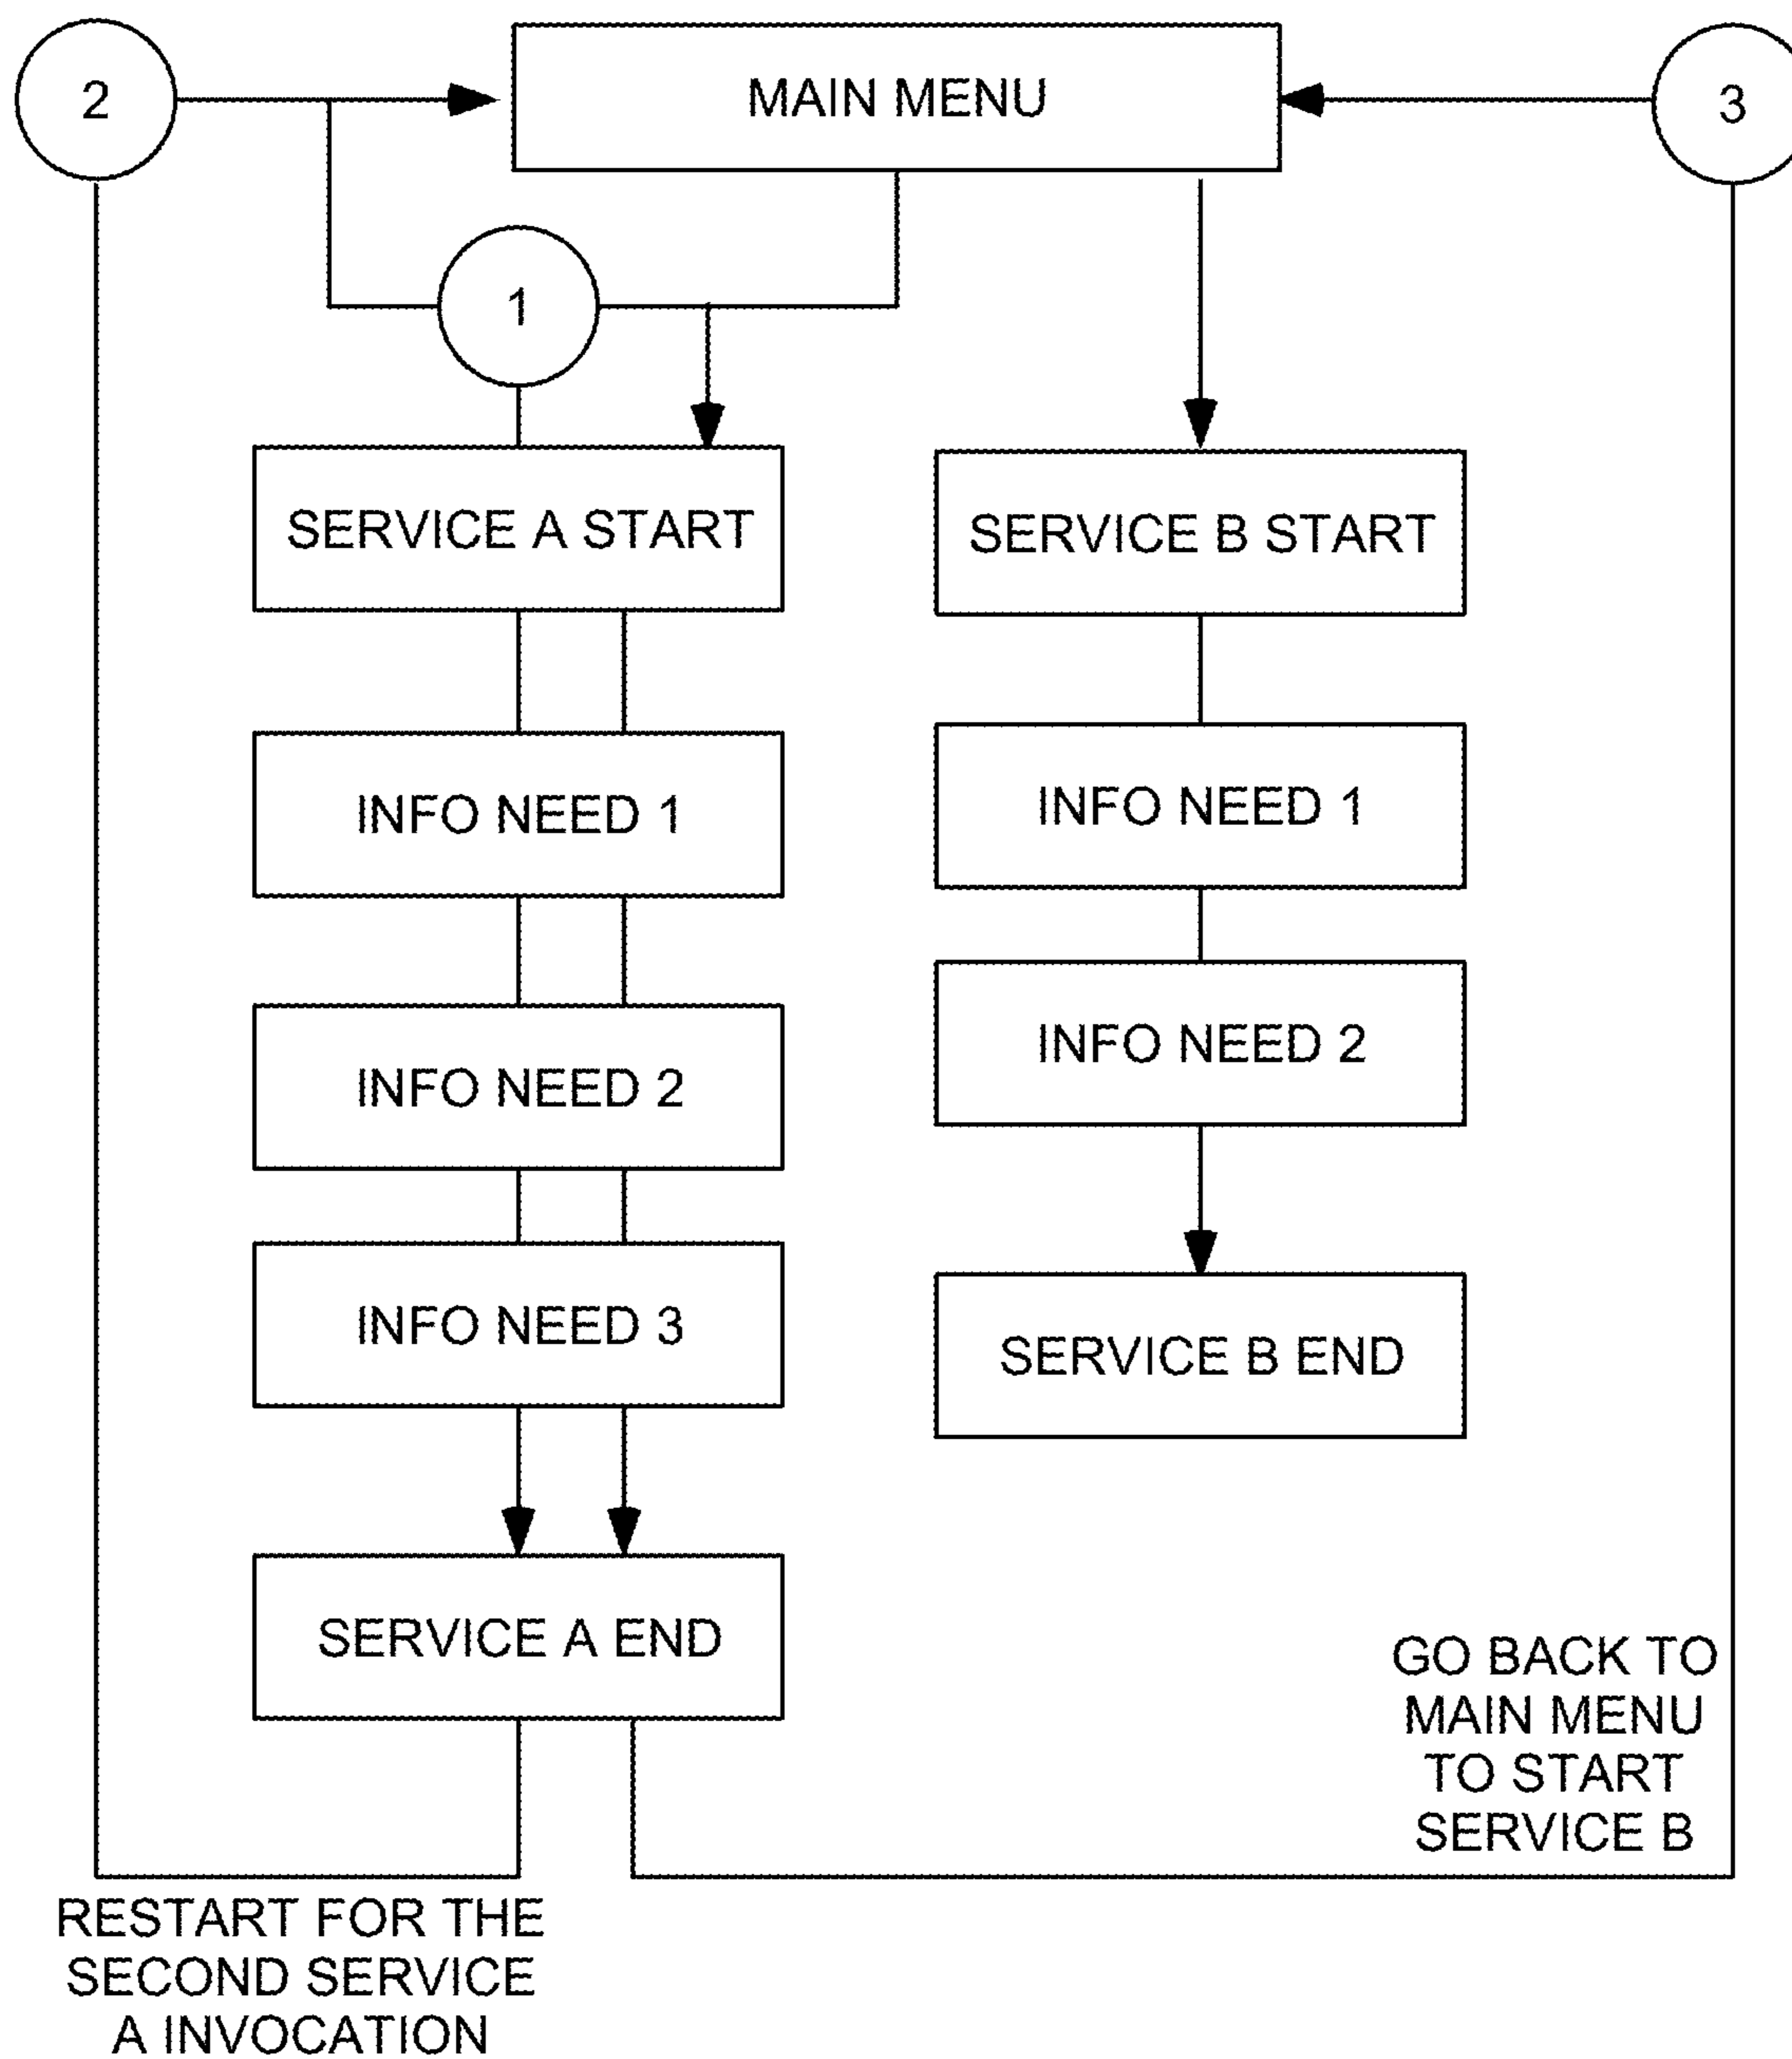 2
MAIN MENU
3
1
SERVICE A START
SERVICE B START
INFO NEED 1
INFO NEED 1
INFO NEED 2
INFO NEED 2
INFO NEED 3
SERVICE B END
SERVICE A END
GO BACK TO
MAIN MENU
TO START
SERVICE B
RESTART FOR THE
SECOND SERVICE
A INVOCATION